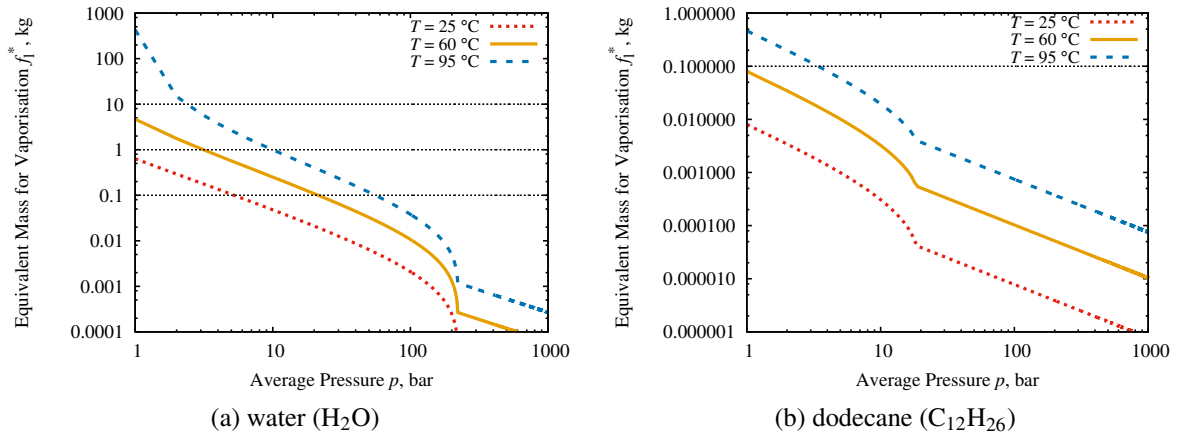 Equivalent Mass for Vaporisation f₁*, kg
1000
100
10
1
0.1
0.01
0.001
0.0001
T = 25 °C
T = 60 °C
T = 95 °C
1
10
100
1000
Average Pressure p, bar
(a) water (H₂O)
Equivalent Mass for Vaporisation f₁*, kg
1.000000
0.100000
0.010000
0.001000
0.000100
0.000010
0.000001
T = 25 °C
T = 60 °C
T = 95 °C
1
10
100
1000
Average Pressure p, bar
(b) dodecane (C₁₂H₂₆)